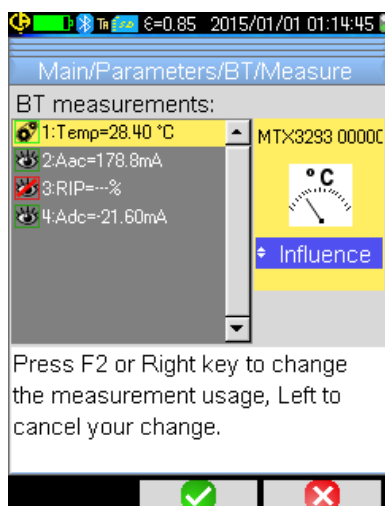 TA ε=0.85 2015/01/01 01:14:45
Main/Parameters/BT/Measure
BT measurements:
1:Temp=28.40 °C
MTX3293 0000
2:Aac=178.8mA
3:RIP=---%
4:Adc=-21.60mA
°C
Influence
Press F2 or Right key to change
the measurement usage, Left to
cancel your change.